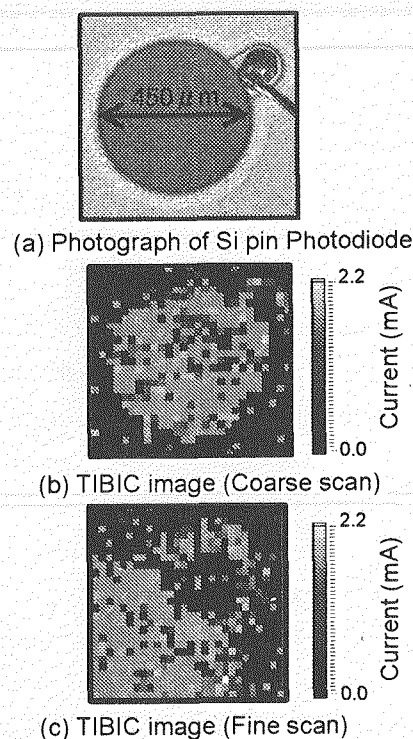 450 μm
(a) Photograph of Si pin Photodiode
2.2
Current (mA)
0.0
(b) TIBIC image (Coarse scan)
2.2
Current (mA)
0.0
(c) TIBIC image (Fine scan)